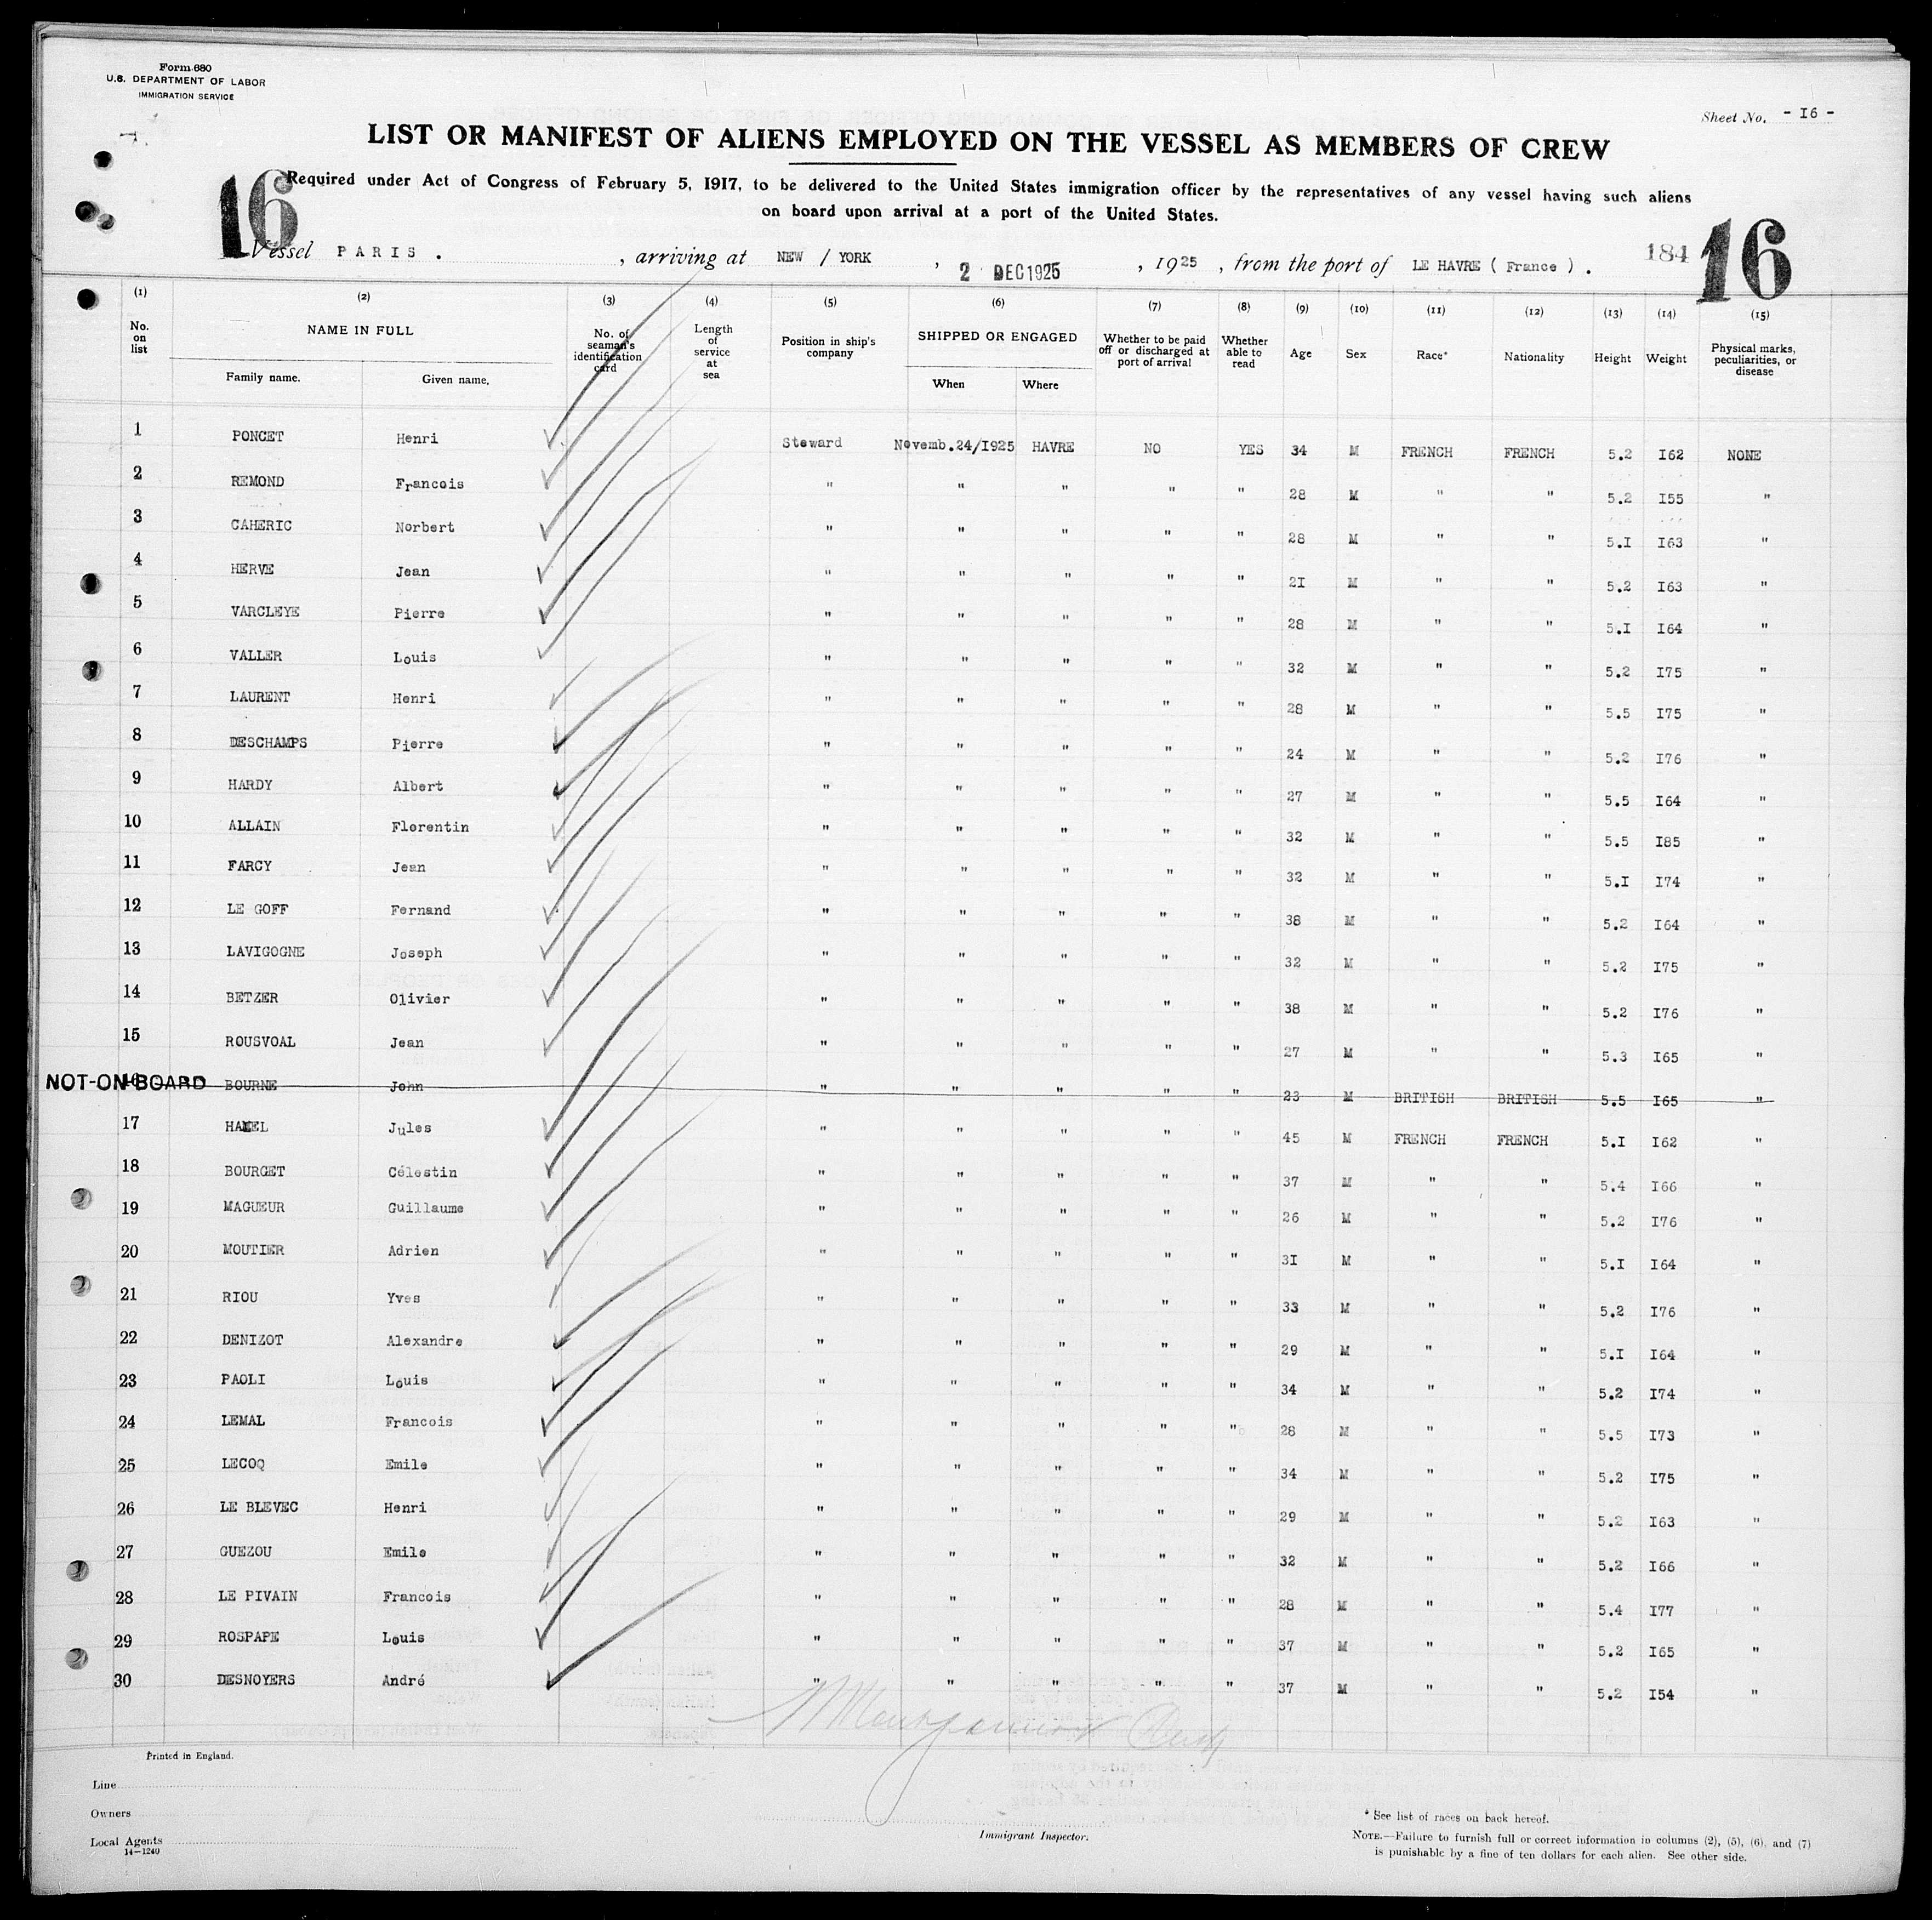 Form 680
U.S. DEPARTMENT OF LABOR
IMMIGRATION SERVICE
Sheet No. - I6 -
LIST OR MANIFEST OF ALIENS EMPLOYED ON THE VESSEL AS MEMBERS OF CREW
16 Required under Act of Congress of February 5, 1917, to be delivered to the United States immigration officer by the representatives of any vessel having such aliens
on board upon arrival at a port of the United States.
Vessel PARIS . , arriving at NEW / YORK , 2 DEC 1925 , 1925 , from the port of LE HAVRE ( France ) . 184 16
(1) (2) (3) (4) (5) (6) (7) (8) (9) (10) (11) (12) (13) (14) (15)
No. on list NAME IN FULL Family name. Given name. No. of seaman's identification card Length of service at sea Position in ship's company SHIPPED OR ENGAGED When Where Whether to be paid off or discharged at port of arrival Whether able to read Age Sex Race* Nationality Height Weight Physical marks, peculiarities, or disease
1 PONCET Henri Steward Novemb.24/I925 HAVRE NO YES 34 M FRENCH FRENCH 5.2 I62 NONE
2 REMOND Francois " " " " " 28 M " " 5.2 I55 "
3 CAHERIC Norbert " " " " " 28 M " " 5.I I63 "
4 HERVE Jean " " " " " 2I M " " 5.2 I63 "
5 VARCLEYE Pierre " " " " " 28 M " " 5.I I64 "
6 VALLER Louis " " " " " 32 M " " 5.2 I75 "
7 LAURENT Henri " " " " " 28 M " " 5.5 I75 "
8 DESCHAMPS Pierre " " " " " 24 M " " 5.2 I76 "
9 HARDY Albert " " " " " 27 M " " 5.5 I64 "
10 ALLAIN Florentin " " " " " 32 M " " 5.5 I85 "
11 FARCY Jean " " " " " 32 M " " 5.I I74 "
12 LE GOFF Fernand " " " " " 38 M " " 5.2 I64 "
13 LAVIGOGNE Joseph " " " " " 32 M " " 5.2 I75 "
14 BETZER Olivier " " " " " 38 M " " 5.2 I76 "
15 ROUSVOAL Jean " " " " " 27 M " " 5.3 I65 "
NOT-ON-BOARD 16 BOURNE John " " " " " 23 M BRITISH BRITISH 5.5 I65 "
17 HAMEL Jules " " " " " 45 M FRENCH FRENCH 5.I I62 "
18 BOURGET Célestin " " " " " 37 M " " 5.4 I66 "
19 MAGUEUR Guillaume " " " " " 26 M " " 5.2 I76 "
20 MOUTIER Adrien " " " " " 3I M " " 5.I I64 "
21 RIOU Yves " " " " " 33 M " " 5.2 I76 "
22 DENIZOT Alexandre " " " " " 29 M " " 5.I I64 "
23 PAOLI Louis " " " " " 34 M " " 5.2 I74 "
24 LEMAL Francois " " " " " 28 M " " 5.5 I73 "
25 LECOQ Emile " " " " " 34 M " " 5.2 I75 "
26 LE BLEVEC Henri " " " " " 29 M " " 5.2 I63 "
27 GUEZOU Emile " " " " " 32 M " " 5.2 I66 "
28 LE PIVAIN Francois " " " " " 28 M " " 5.4 I77 "
29 ROSPAPE Louis " " " " " 37 M " " 5.2 I65 "
30 DESNOYERS André " " " " " 37 M " " 5.2 I54 "
Printed in England.
Line
Owners
Local Agents
14—1240
Immigrant Inspector.
* See list of races on back hereof.
NOTE.—Failure to furnish full or correct information in columns (2), (5), (6), and (7)
is punishable by a fine of ten dollars for each alien. See other side.